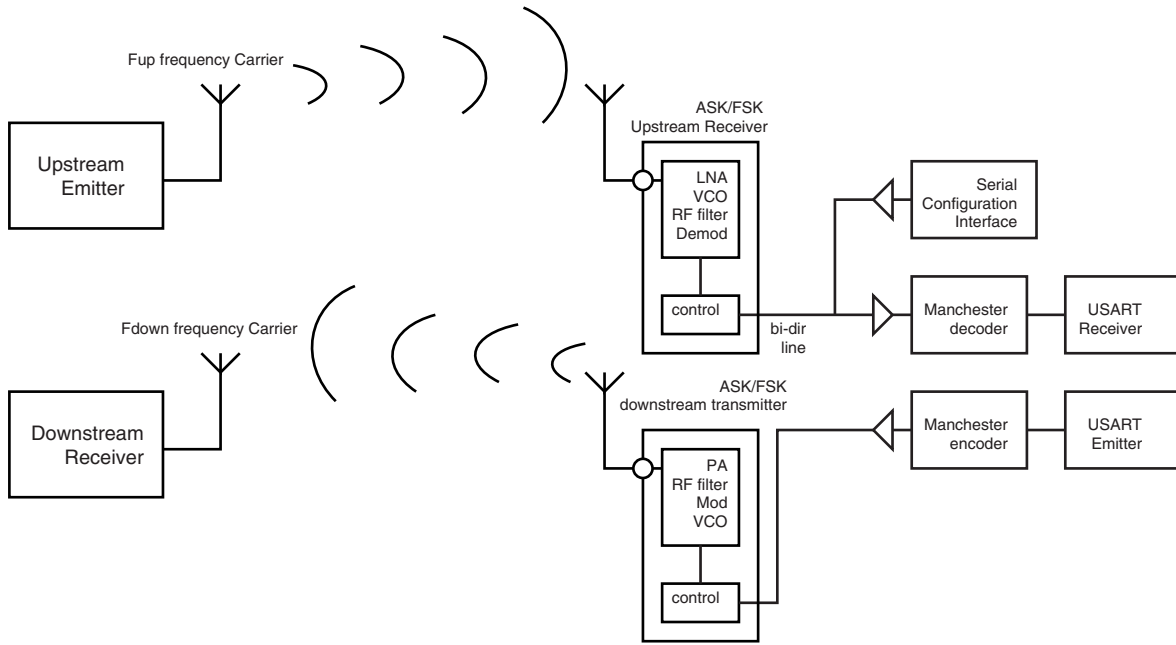 Fup frequency Carrier
Upstream
Emitter
ASK/FSK
Upstream Receiver
LNA
VCO
RF filter
Demod
control
bi-dir
line
Serial
Configuration
Interface
Manchester
decoder
USART
Receiver
Fdown frequency Carrier
Downstream
Receiver
ASK/FSK
downstream transmitter
PA
RF filter
Mod
VCO
control
Manchester
encoder
USART
Emitter